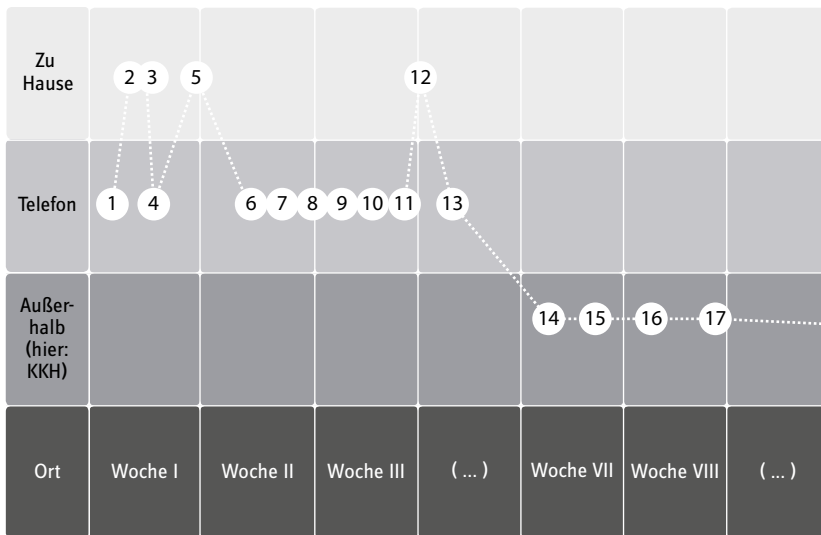 Zu
Hause
2 3 5 12
Telefon
1 4 6 7 8 9 10 11 13
Außer-
halb
(hier:
KKH)
14 15 16 17
Ort Woche I Woche II Woche III ( ... ) Woche VII Woche VIII ( ... )